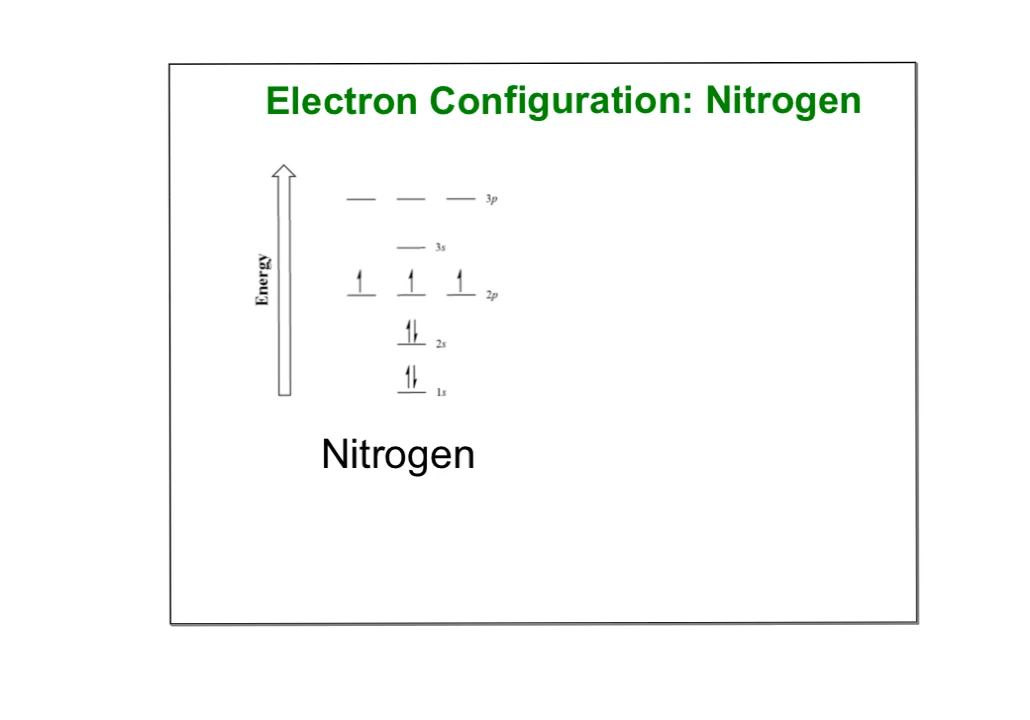 Electron Configuration: Nitrogen
Energy
3p
3s
2p
2s
1s
Nitrogen